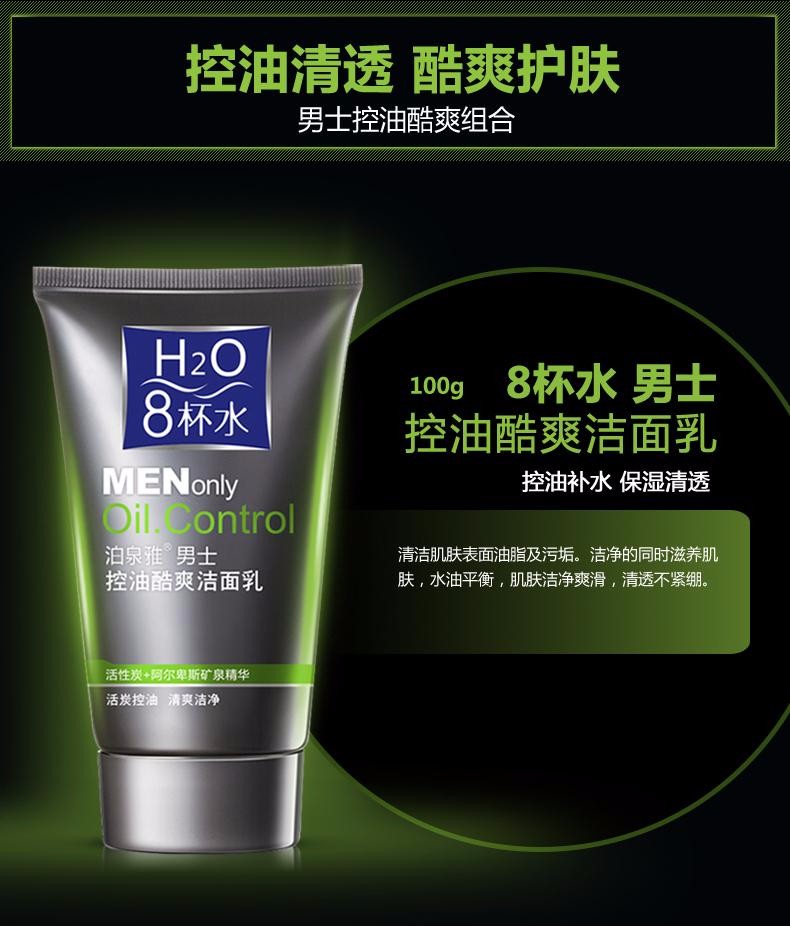 控油清透 酷爽护肤
男士控油酷爽组合
H2O
8杯水
MENonly
Oil.Control
泊泉雅® 男士
控油酷爽洁面乳
活性炭+阿尔卑斯矿泉精华
活炭控油 清爽洁净
100g 8杯水 男士
控油酷爽洁面乳
控油补水 保湿清透
清洁肌肤表面油脂及污垢。洁净的同时滋养肌
肤，水油平衡，肌肤洁净爽滑，清透不紧绷。